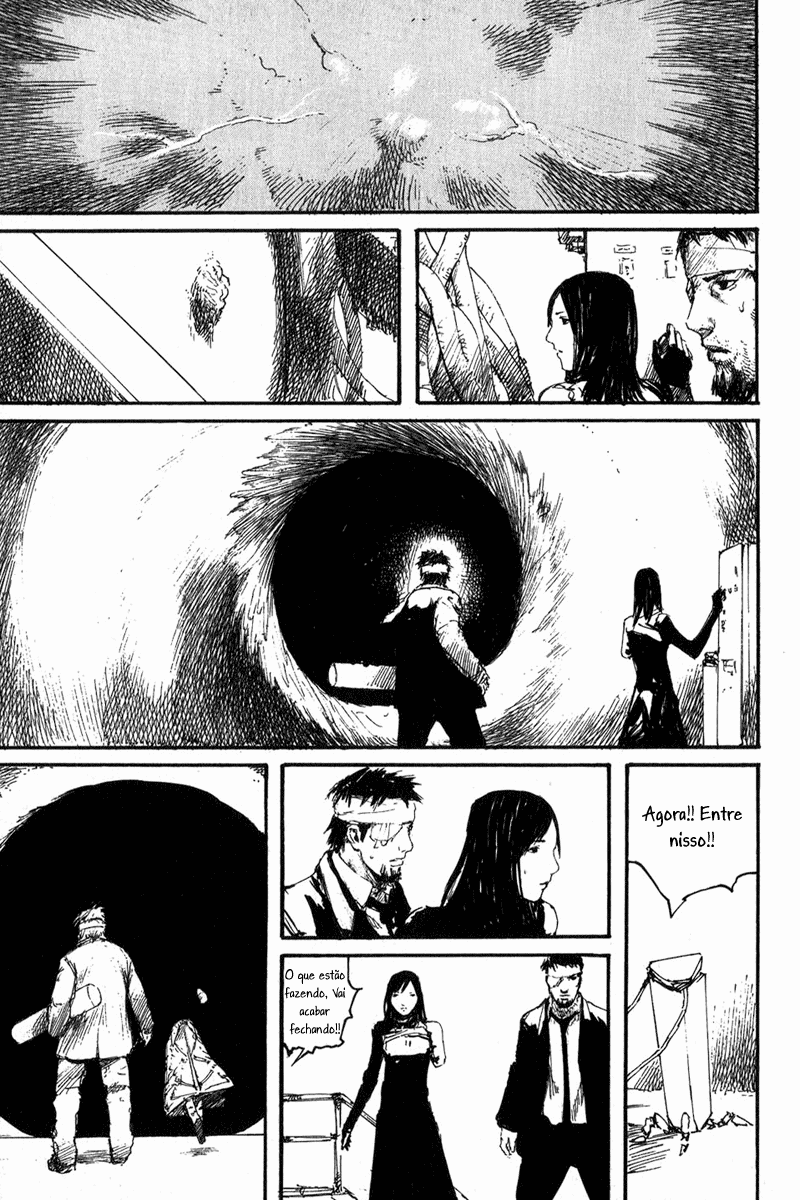 Agora!! Entre
nisso!!
O que estão
fazendo, Vai
acabar
fechando!!